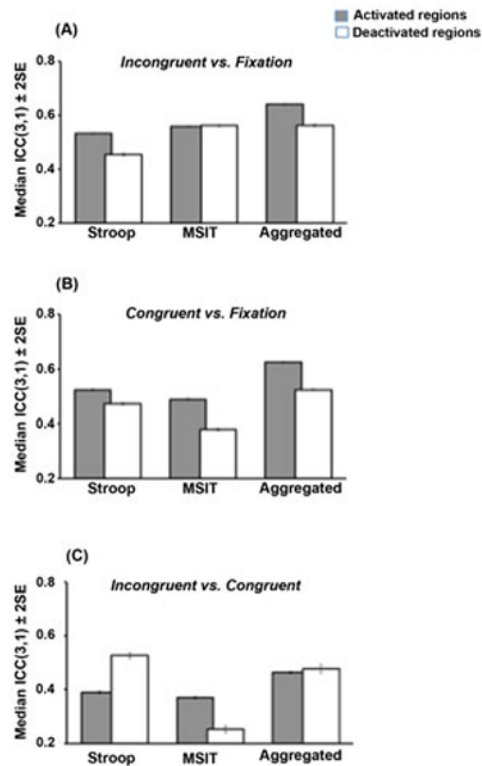 Activated regions
Deactivated regions
(A)
Incongruent vs. Fixation
Median ICC(3,1) ± 2SE
0.8
0.6
0.4
0.2
Stroop MSIT Aggregated
(B)
Congruent vs. Fixation
Median ICC(3,1) ± 2SE
0.8
0.6
0.4
0.2
Stroop MSIT Aggregated
(C)
Incongruent vs. Congruent
Median ICC(3,1) ± 2SE
0.8
0.6
0.4
0.2
Stroop MSIT Aggregated